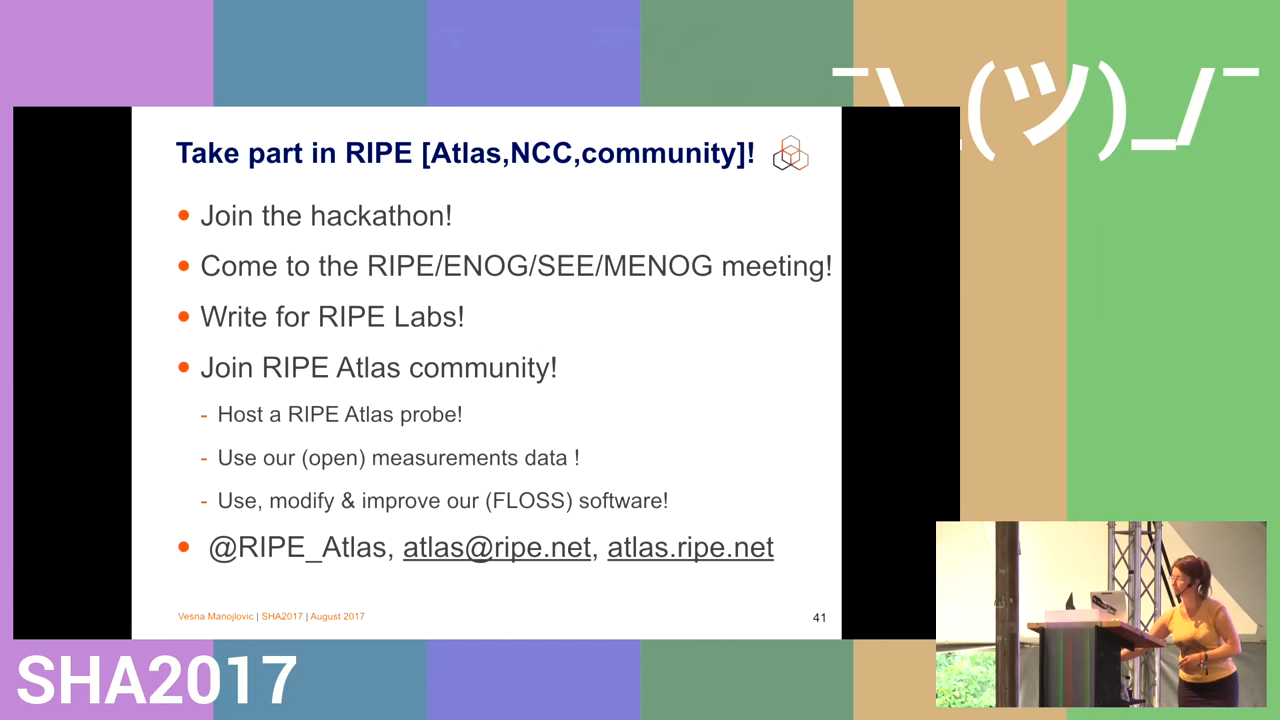 ¯\_(ツ)_/¯
Take part in RIPE [Atlas,NCC,community]!
Join the hackathon!
Come to the RIPE/ENOG/SEE/MENOG meeting!
Write for RIPE Labs!
Join RIPE Atlas community!
- Host a RIPE Atlas probe!
- Use our (open) measurements data !
- Use, modify & improve our (FLOSS) software!
@RIPE_Atlas, atlas@ripe.net, atlas.ripe.net
Vesna Manojlovic | SHA2017 | August 2017
41
SHA2017